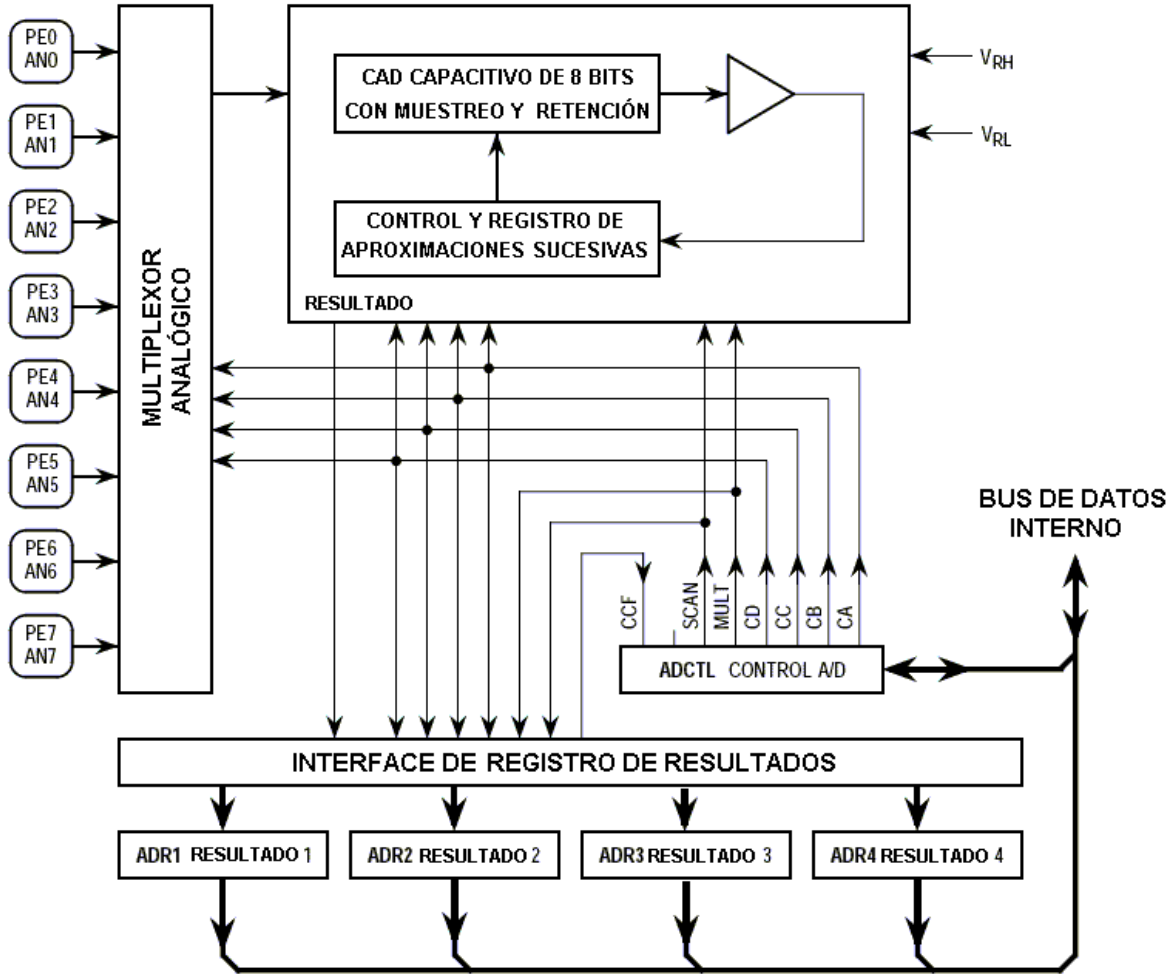 PE0
AN0
PE1
AN1
PE2
AN2
PE3
AN3
PE4
AN4
PE5
AN5
PE6
AN6
PE7
AN7
MULTIPLEXOR
ANALÓGICO
CAD CAPACITIVO DE 8 BITS
CON MUESTREO Y RETENCIÓN
CONTROL Y REGISTRO DE
APROXIMACIONES SUCESIVAS
RESULTADO
VRH
VRL
BUS DE DATOS
INTERNO
CCF
SCAN
MULT
CD
CC
CB
CA
ADCTL CONTROL A/D
INTERFACE DE REGISTRO DE RESULTADOS
ADR1 RESULTADO 1
ADR2 RESULTADO 2
ADR3 RESULTADO 3
ADR4 RESULTADO 4